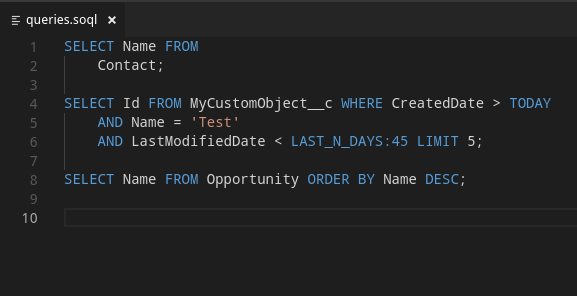 queries.soql ×
1 SELECT Name FROM
2     Contact;
3
4 SELECT Id FROM MyCustomObject__c WHERE CreatedDate > TODAY
5     AND Name = 'Test'
6     AND LastModifiedDate < LAST_N_DAYS:45 LIMIT 5;
7
8 SELECT Name FROM Opportunity ORDER BY Name DESC;
9
10